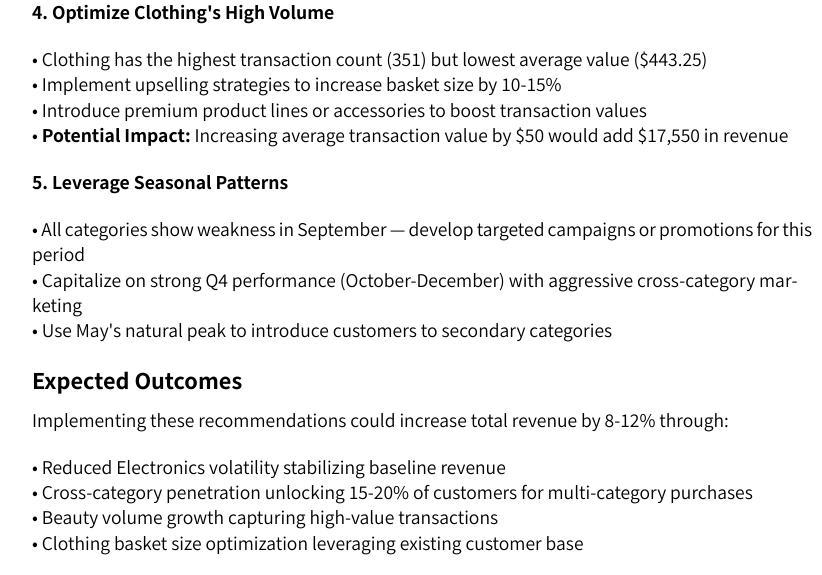 4. Optimize Clothing's High Volume
• Clothing has the highest transaction count (351) but lowest average value ($443.25)
• Implement upselling strategies to increase basket size by 10-15%
• Introduce premium product lines or accessories to boost transaction values
• Potential Impact: Increasing average transaction value by $50 would add $17,550 in revenue
5. Leverage Seasonal Patterns
• All categories show weakness in September — develop targeted campaigns or promotions for this
period
• Capitalize on strong Q4 performance (October-December) with aggressive cross-category mar-
keting
• Use May's natural peak to introduce customers to secondary categories
Expected Outcomes
Implementing these recommendations could increase total revenue by 8-12% through:
• Reduced Electronics volatility stabilizing baseline revenue
• Cross-category penetration unlocking 15-20% of customers for multi-category purchases
• Beauty volume growth capturing high-value transactions
• Clothing basket size optimization leveraging existing customer base